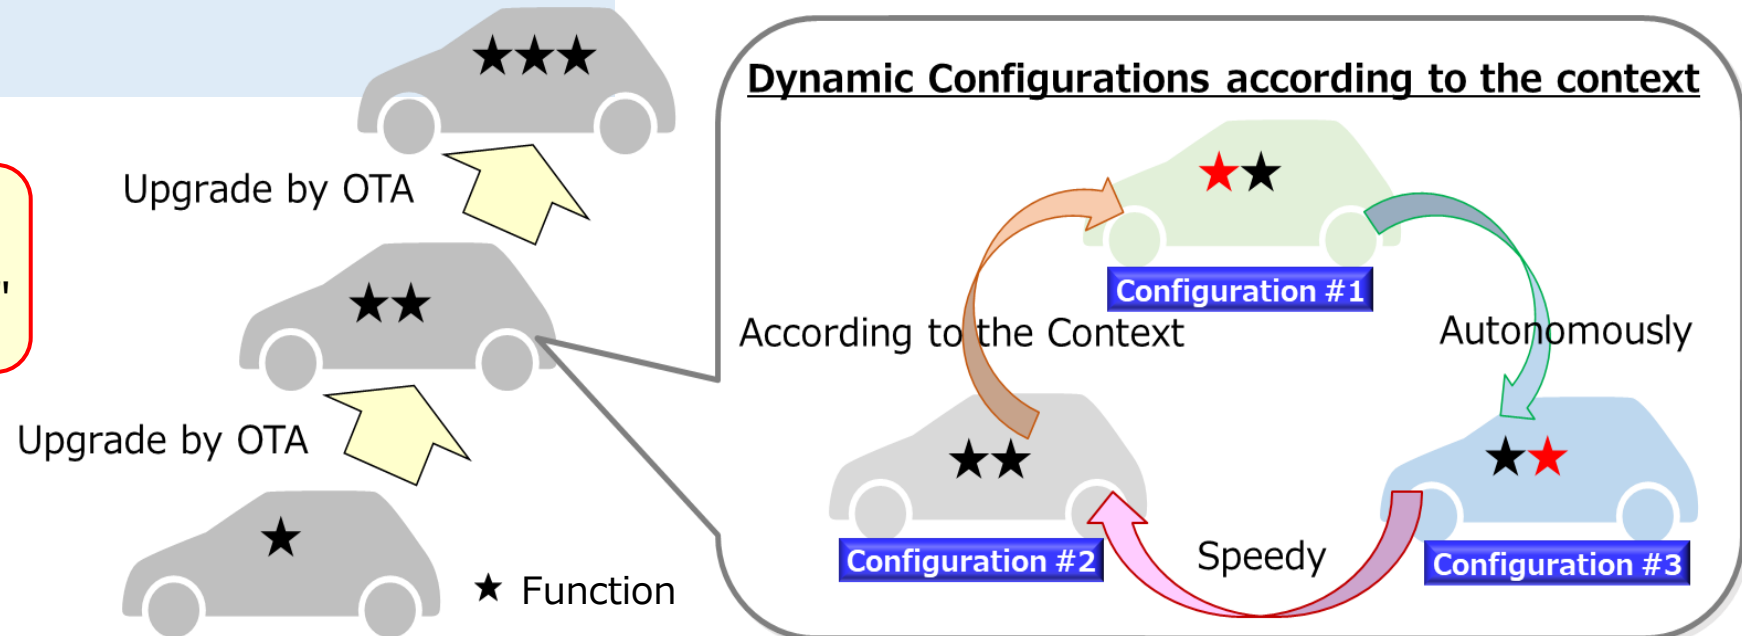 Dynamic Configurations according to the context
Upgrade by OTA
"
Configuration #1
According to the Context
Autonomously
Upgrade by OTA
Configuration #2
Speedy
Configuration #3
★ Function